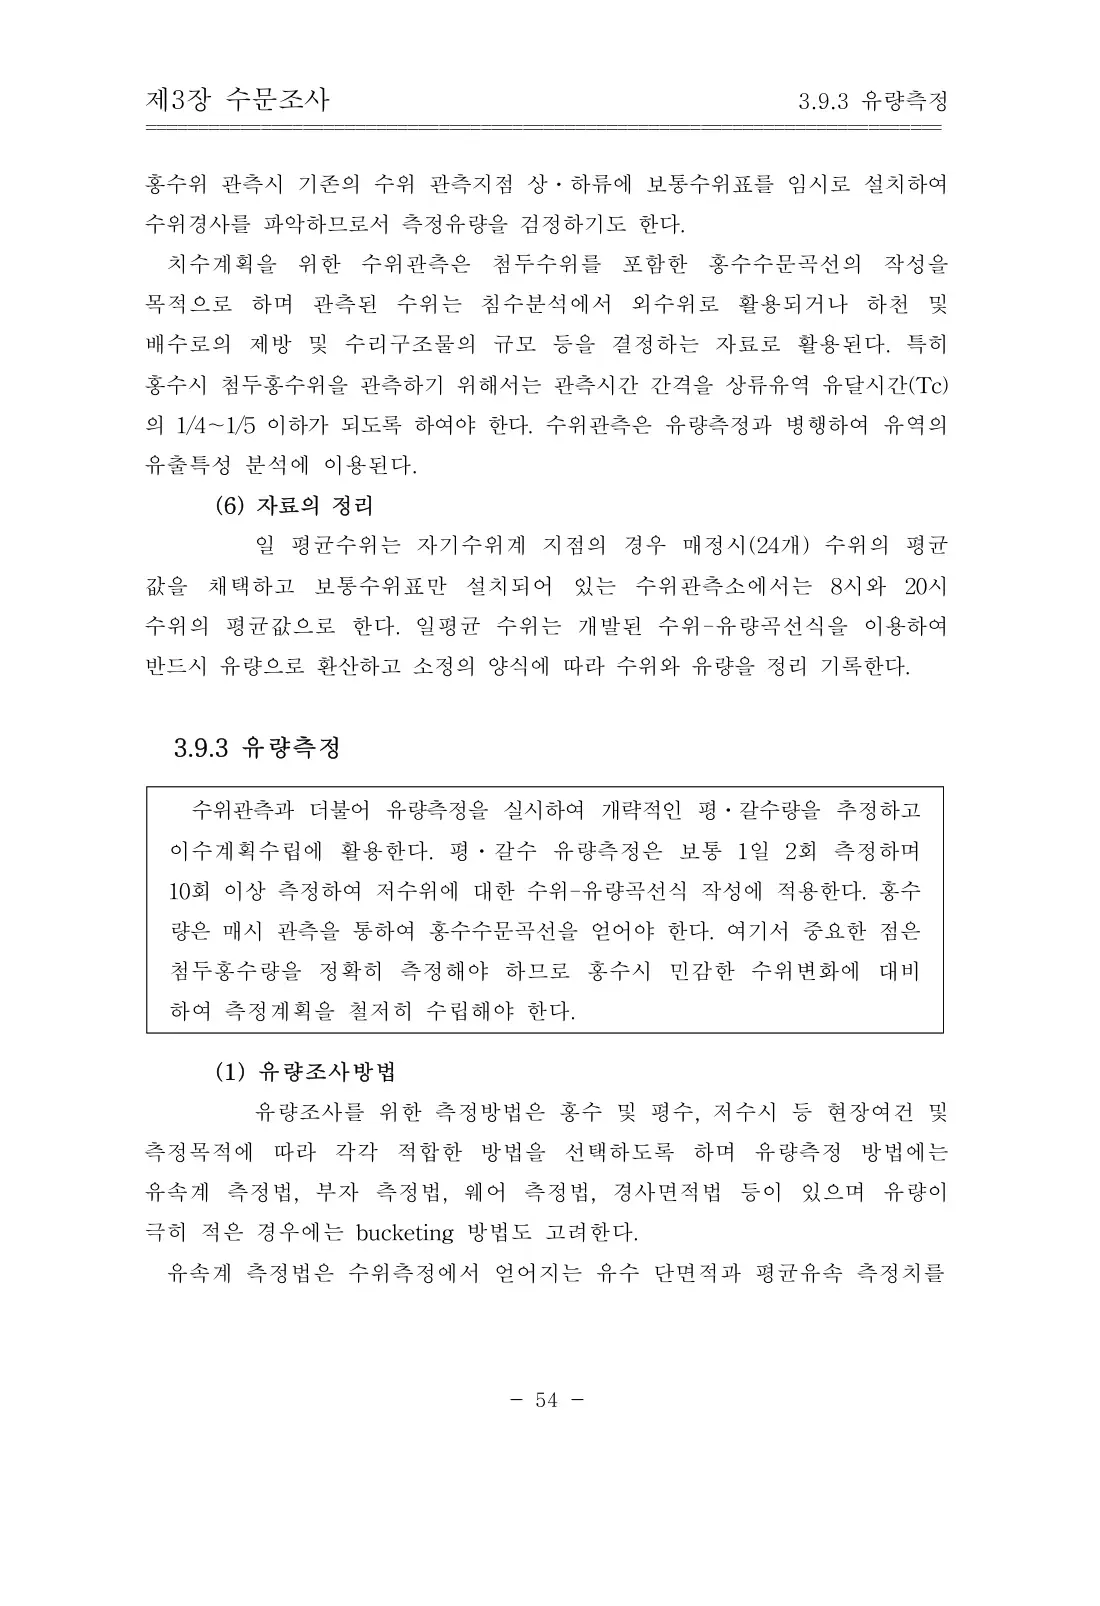 제3장 수문조사 3.9.3 유량측정
홍수위 관측시 기존의 수위 관측지점 상·하류에 보통수위표를 임시로 설치하여
수위경사를 파악하므로서 측정유량을 검정하기도 한다.
치수계획을 위한 수위관측은 첨두수위를 포함한 홍수수문곡선의 작성을
목적으로 하며 관측된 수위는 침수분석에서 외수위로 활용되거나 하천 및
배수로의 제방 및 수리구조물의 규모 등을 결정하는 자료로 활용된다. 특히
홍수시 첨두홍수위을 관측하기 위해서는 관측시간 간격을 상류유역 유달시간(Tc)
의 1/4~1/5 이하가 되도록 하여야 한다. 수위관측은 유량측정과 병행하여 유역의
유출특성 분석에 이용된다.
(6) 자료의 정리
일 평균수위는 자기수위계 지점의 경우 매정시(24개) 수위의 평균
값을 채택하고 보통수위표만 설치되어 있는 수위관측소에서는 8시와 20시
수위의 평균값으로 한다. 일평균 수위는 개발된 수위-유량곡선식을 이용하여
반드시 유량으로 환산하고 소정의 양식에 따라 수위와 유량을 정리 기록한다.
3.9.3 유량측정
수위관측과 더불어 유량측정을 실시하여 개략적인 평·갈수량을 추정하고
이수계획수립에 활용한다. 평·갈수 유량측정은 보통 1일 2회 측정하며
10회 이상 측정하여 저수위에 대한 수위-유량곡선식 작성에 적용한다. 홍수
량은 매시 관측을 통하여 홍수수문곡선을 얻어야 한다. 여기서 중요한 점은
첨두홍수량을 정확히 측정해야 하므로 홍수시 민감한 수위변화에 대비
하여 측정계획을 철저히 수립해야 한다.
(1) 유량조사방법
유량조사를 위한 측정방법은 홍수 및 평수, 저수시 등 현장여건 및
측정목적에 따라 각각 적합한 방법을 선택하도록 하며 유량측정 방법에는
유속계 측정법, 부자 측정법, 웨어 측정법, 경사면적법 등이 있으며 유량이
극히 적은 경우에는 bucketing 방법도 고려한다.
유속계 측정법은 수위측정에서 얻어지는 유수 단면적과 평균유속 측정치를
- 54 -